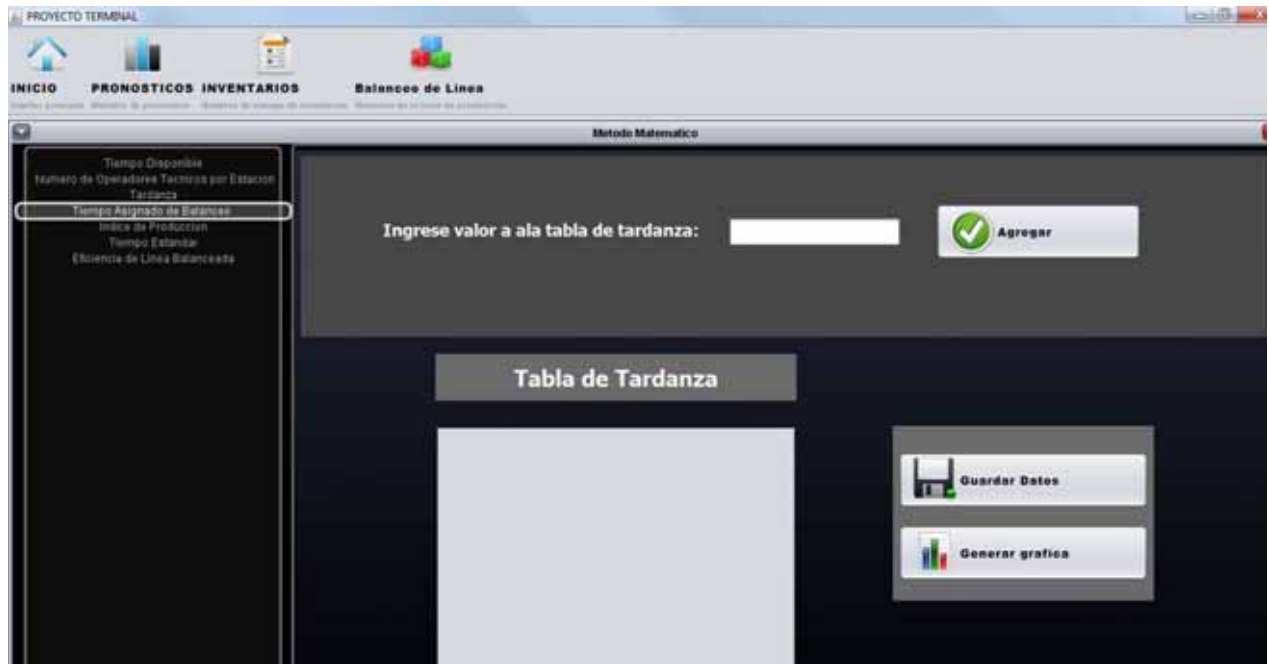 PROYECTO TERMINAL
INICIO PRONOSTICOS INVENTARIOS Balanceo de Linea
Metodo Matematico
Tiempo Disponible
Numero de Operadores Tecnicos por Estacion
Tardanza
Tiempo Asignado de Balanceo
Indice de Produccion
Tiempo Estandar
Eficiencia de Linea Balanceada
Ingrese valor a ala tabla de tardanza:
Agregar
Tabla de Tardanza
Guardar Datos
Generar grafica